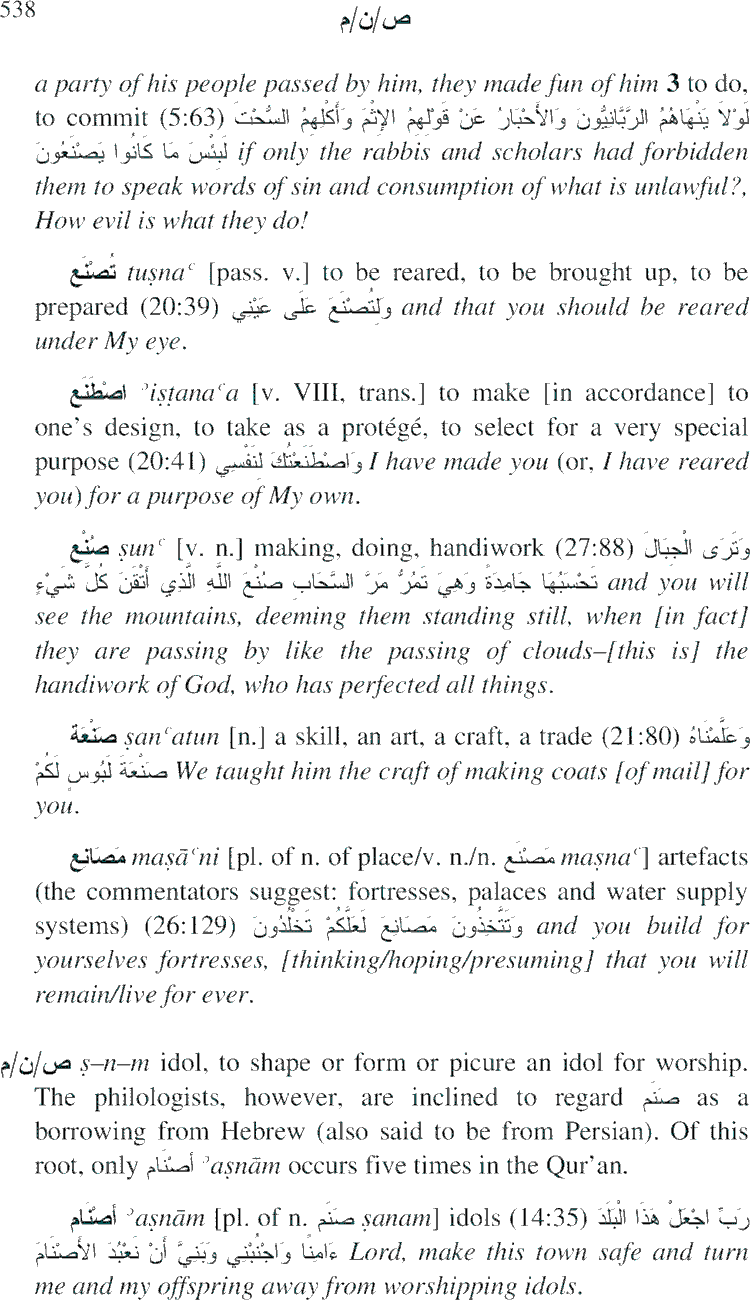 538
ص/ن/م
a party of his people passed by him, they made fun of him 3 to do,
to commit (5:63) لَوْلاَ يَنْهَاهُمُ الرَّبَّانِيُّونَ وَالأَحْبَارُ عَنْ قَوْلِهِمُ الإِثْمَ وَأَكْلِهِمُ السُّحْتَ
لَبِئْسَ مَا كَانُوا يَصْنَعُونَ if only the rabbis and scholars had forbidden
them to speak words of sin and consumption of what is unlawful?,
How evil is what they do!
تُصْنَع tuṣnaʿ [pass. v.] to be reared, to be brought up, to be
prepared (20:39) وَلِتُصْنَعَ عَلَى عَيْنِي and that you should be reared
under My eye.
اصْطَنَع ʾiṣṭanaʿa [v. VIII, trans.] to make [in accordance] to
one’s design, to take as a protégé, to select for a very special
purpose (20:41) وَاصْطَنَعْتُكَ لِنَفْسِي I have made you (or, I have reared
you) for a purpose of My own.
صُنْع ṣunʿ [v. n.] making, doing, handiwork (27:88) وَتَرَى الْجِبَالَ
تَحْسَبُهَا جَامِدَةً وَهِيَ تَمُرُّ مَرَّ السَّحَابِ صُنْعَ اللَّهِ الَّذِي أَتْقَنَ كُلَّ شَيْءٍ and you will
see the mountains, deeming them standing still, when [in fact]
they are passing by like the passing of clouds–[this is] the
handiwork of God, who has perfected all things.
صَنْعَة ṣanʿatun [n.] a skill, an art, a craft, a trade (21:80) وَعَلَّمْنَاهُ
صَنْعَةَ لَبُوسٍ لَكُمْ We taught him the craft of making coats [of mail] for
you.
مَصَانِع maṣāʿni [pl. of n. of place/v. n./n. مَصْنَع maṣnaʿ] artefacts
(the commentators suggest: fortresses, palaces and water supply
systems) (26:129) وَتَتَّخِذُونَ مَصَانِعَ لَعَلَّكُمْ تَخْلُدُونَ and you build for
yourselves fortresses, [thinking/hoping/presuming] that you will
remain/live for ever.
ص/ن/م ṣ–n–m idol, to shape or form or picure an idol for worship.
The philologists, however, are inclined to regard صَنَم as a
borrowing from Hebrew (also said to be from Persian). Of this
root, only أَصْنَام ʾaṣnām occurs five times in the Qur’an.
أَصْنَام ʾaṣnām [pl. of n. صَنَم ṣanam] idols (14:35) رَبِّ اجْعَلْ هَذَا الْبَلَدَ
ءَامِنًا وَاجْنُبْنِي وَبَنِيَّ أَنْ نَعْبُدَ الأَصْنَامَ Lord, make this town safe and turn
me and my offspring away from worshipping idols.